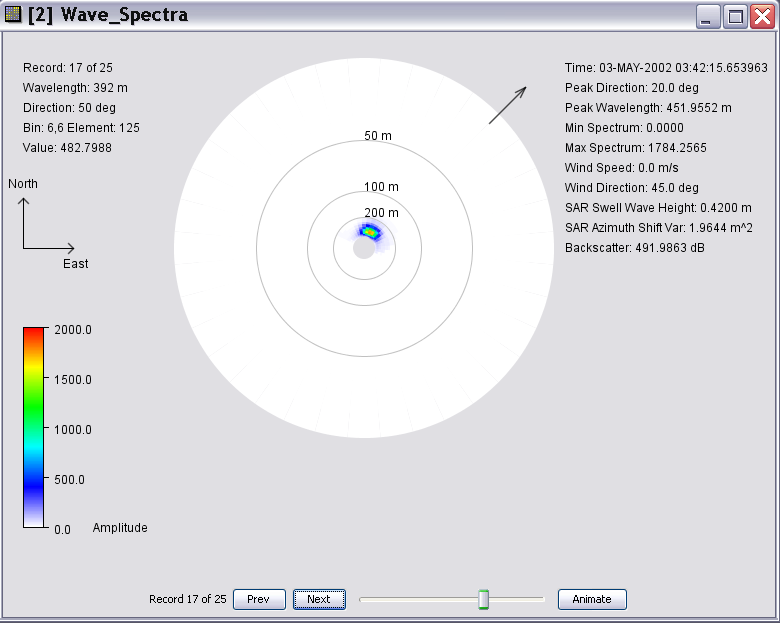 [2] Wave_Spectra
Record: 17 of 25
Wavelength: 392 m
Direction: 50 deg
Bin: 6,6 Element: 125
Value: 482.7988
North
East
50 m
100 m
200 m
Time: 03-MAY-2002 03:42:15.653963
Peak Direction: 20.0 deg
Peak Wavelength: 451.9552 m
Min Spectrum: 0.0000
Max Spectrum: 1784.2565
Wind Speed: 0.0 m/s
Wind Direction: 45.0 deg
SAR Swell Wave Height: 0.4200 m
SAR Azimuth Shift Var: 1.9644 m^2
Backscatter: 491.9863 dB
2000.0
1500.0
1000.0
500.0
0.0 Amplitude
Record 17 of 25 Prev Next Animate